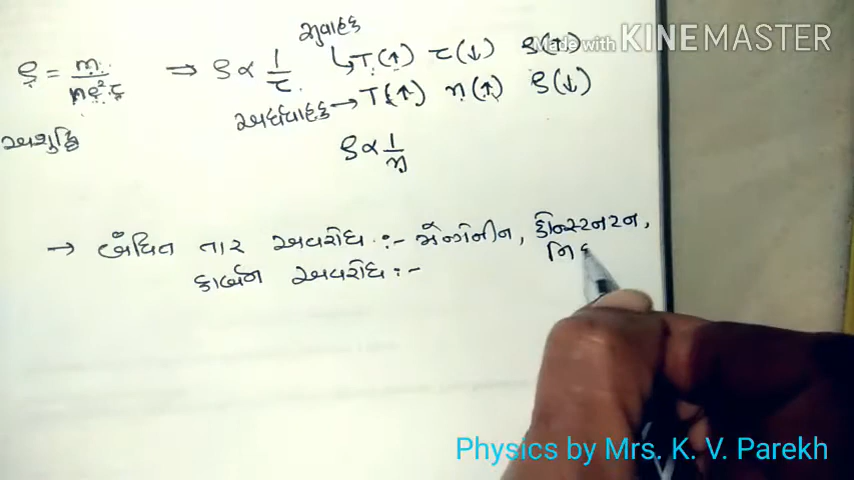 સુવાહક
ρ = m/(ne²τ) ⇒ ρ ∝ 1/τ ↳ T(↑) τ(↓) ρ(↑)
Made with KINEMASTER
અર્ધવાહક → T(↑) n(↑) ρ(↓)
અશુદ્ધિ
ρ ∝ 1/n
→ બંધિત તાર અવરોધ :- મેંગેનીન, કોન્સ્ટનટન,
કાર્બન અવરોધ :-
Physics by Mrs. K. V. Parekh